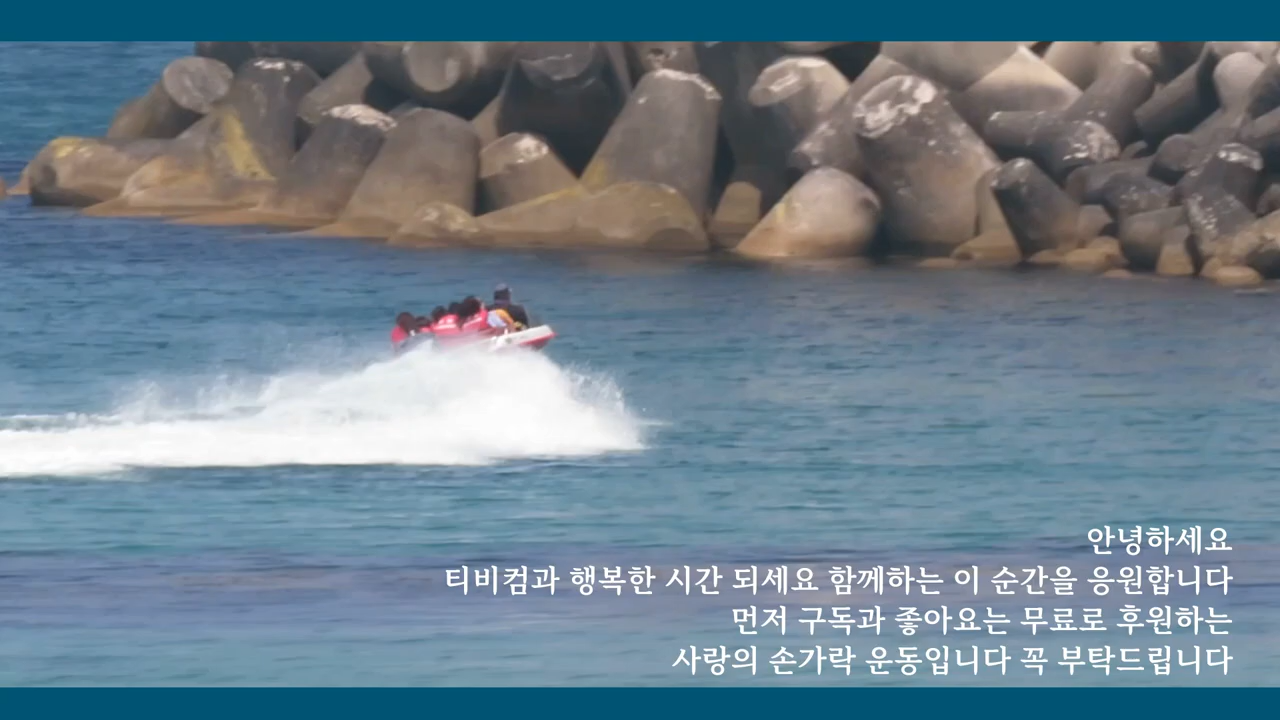 안녕하세요
티비컴과 행복한 시간 되세요 함께하는 이 순간을 응원합니다
먼저 구독과 좋아요는 무료로 후원하는
사랑의 손가락 운동입니다 꼭 부탁드립니다